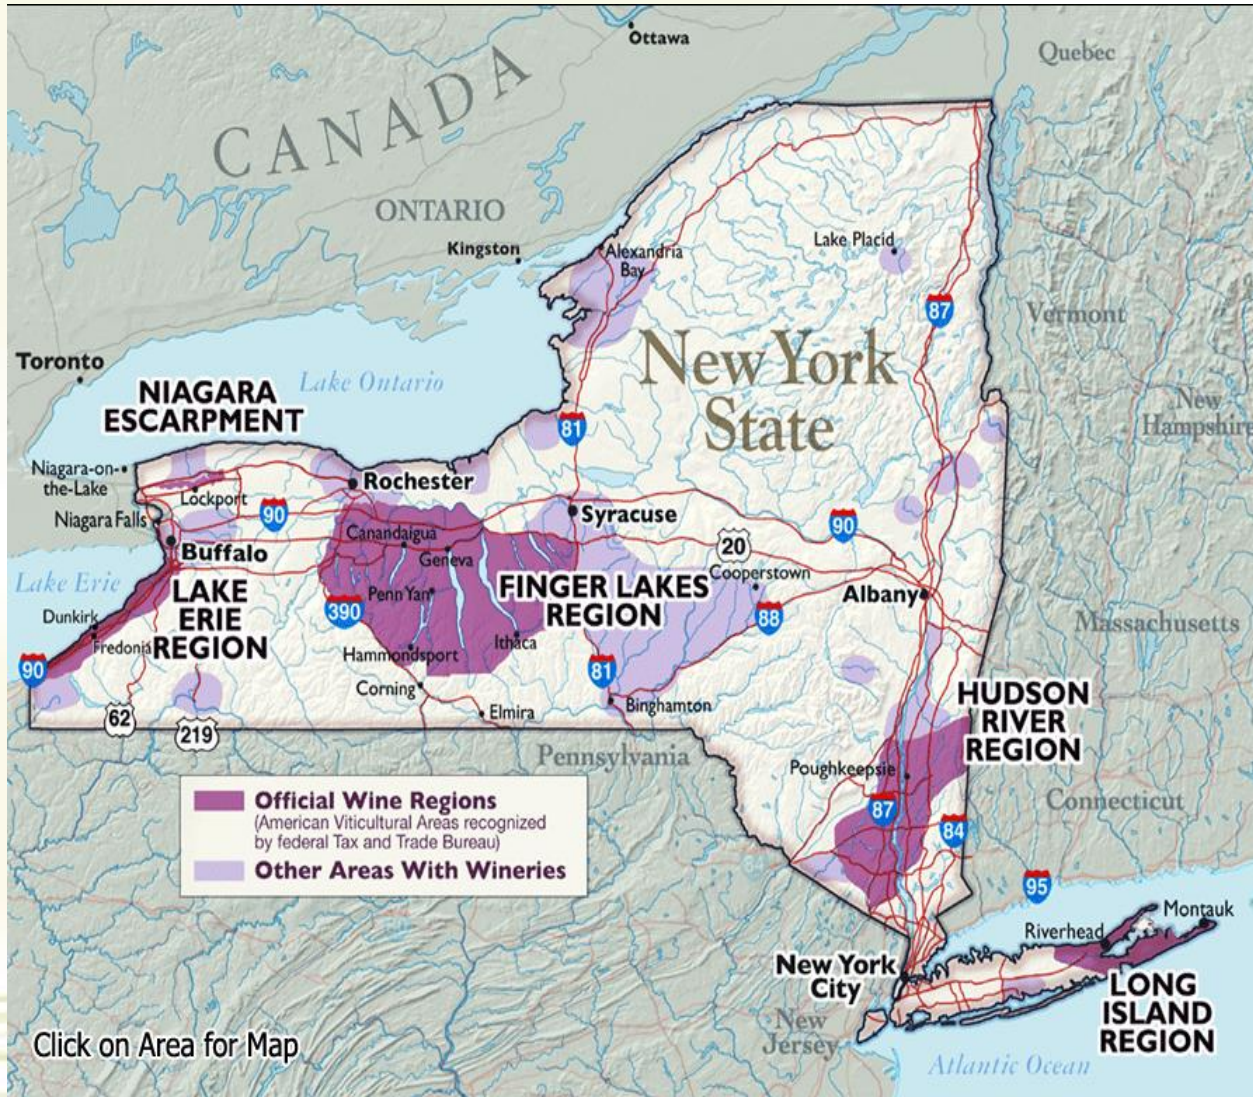 Ottawa
Quebec
CANADA
ONTARIO
Kingston
Alexandria
Bay
Lake Placid
87
Vermont
Toronto
Lake Ontario
New York
State
NIAGARA
ESCARPMENT
New
Hampshire
81
Niagara-on-
the-Lake
Rochester
Lockport
Niagara Falls
90
Syracuse
90
Buffalo
Canandaigua
Geneva
20
Lake Erie
LAKE
ERIE
REGION
Penn Yan
FINGER LAKES
REGION
Cooperstown
Albany
390
88
Dunkirk
Fredonia
Massachusetts
Hammondsport
Ithaca
90
81
Corning
Elmira
Binghamton
62
219
HUDSON
RIVER
REGION
Pennsylvania
Poughkeepsie
87
Connecticut
84
Official Wine Regions
(American Viticultural Areas recognized
by federal Tax and Trade Bureau)
Other Areas With Wineries
95
Montauk
Riverhead
New York
City
LONG
ISLAND
REGION
New
Jersey
Atlantic Ocean
Click on Area for Map